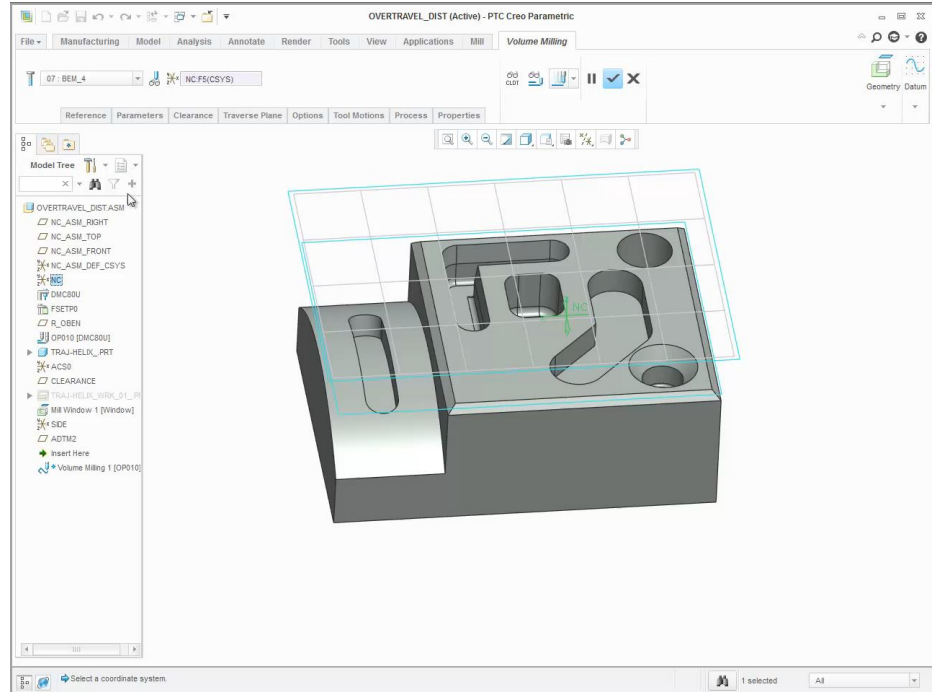 OVERTRAVEL_DIST (Active) - PTC Creo Parametric
File Manufacturing Model Analysis Annotate Render Tools View Applications Mill Volume Milling
07 : BEM_4 NC:F5(CSYS)
CLDT
Geometry Datum
Reference Parameters Clearance Traverse Plane Options Tool Motions Process Properties
Model Tree
OVERTRAVEL_DIST.ASM
NC_ASM_RIGHT
NC_ASM_TOP
NC_ASM_FRONT
NC_ASM_DEF_CSYS
NC
DMC80U
FSETP0
R_OBEN
OP010 [DMC80U]
TRAJ-HELIX_.PRT
ACS0
CLEARANCE
TRAJ-HELIX_WRK_01_.P
Mill Window 1 [Window]
SIDE
ADTM2
Insert Here
Volume Milling 1 [OP010]
NC
Select a coordinate system.
1 selected All